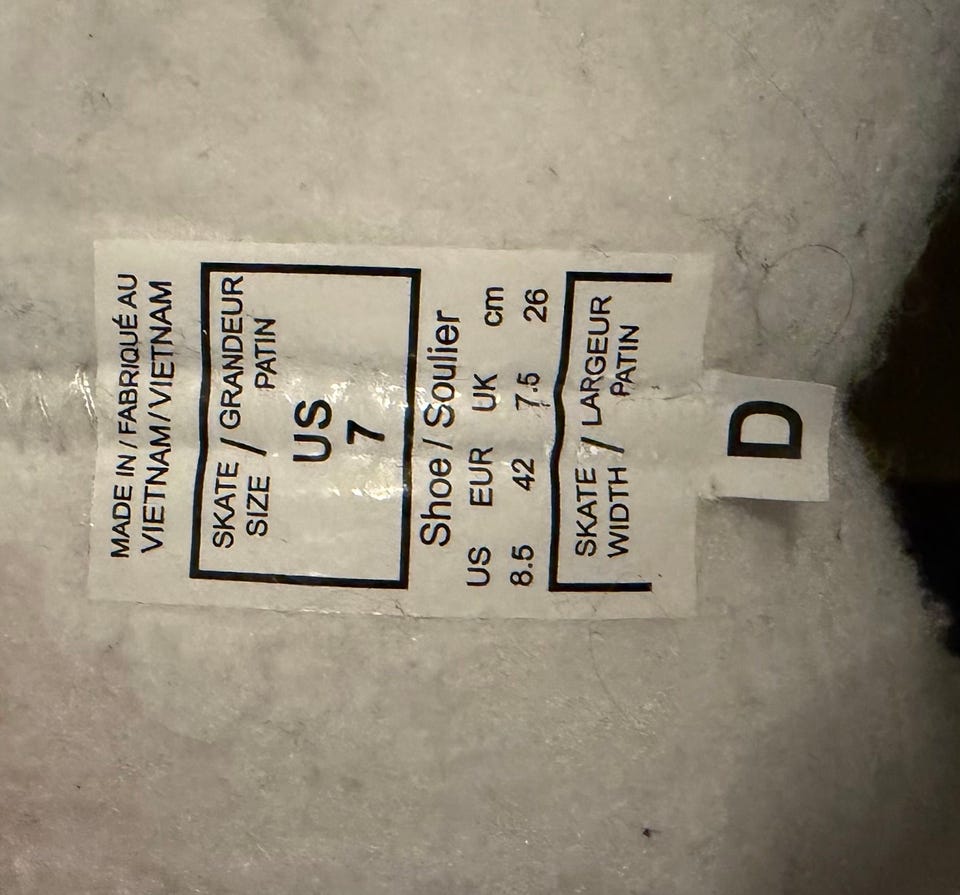 MADE IN / FABRIQUÉ AU
VIETNAM / VIETNAM
SKATE / GRANDEUR
SIZE / PATIN
US
7
Shoe / Soulier
US EUR UK cm
8.5 42 7.5 26
SKATE / LARGEUR
WIDTH / PATIN
D